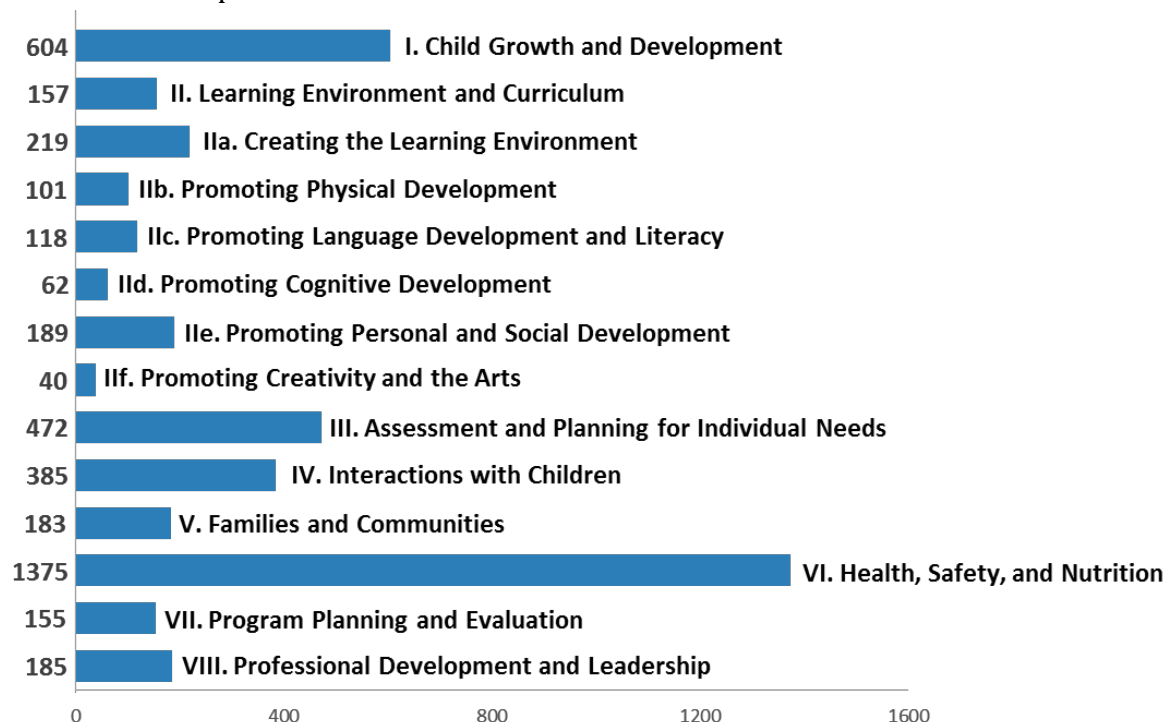 604 I. Child Growth and Development
157 II. Learning Environment and Curriculum
219 IIa. Creating the Learning Environment
101 IIb. Promoting Physical Development
118 IIc. Promoting Language Development and Literacy
62 IId. Promoting Cognitive Development
189 IIe. Promoting Personal and Social Development
40 IIf. Promoting Creativity and the Arts
472 III. Assessment and Planning for Individual Needs
385 IV. Interactions with Children
183 V. Families and Communities
1375 VI. Health, Safety, and Nutrition
155 VII. Program Planning and Evaluation
185 VIII. Professional Development and Leadership
0 400 800 1200 1600